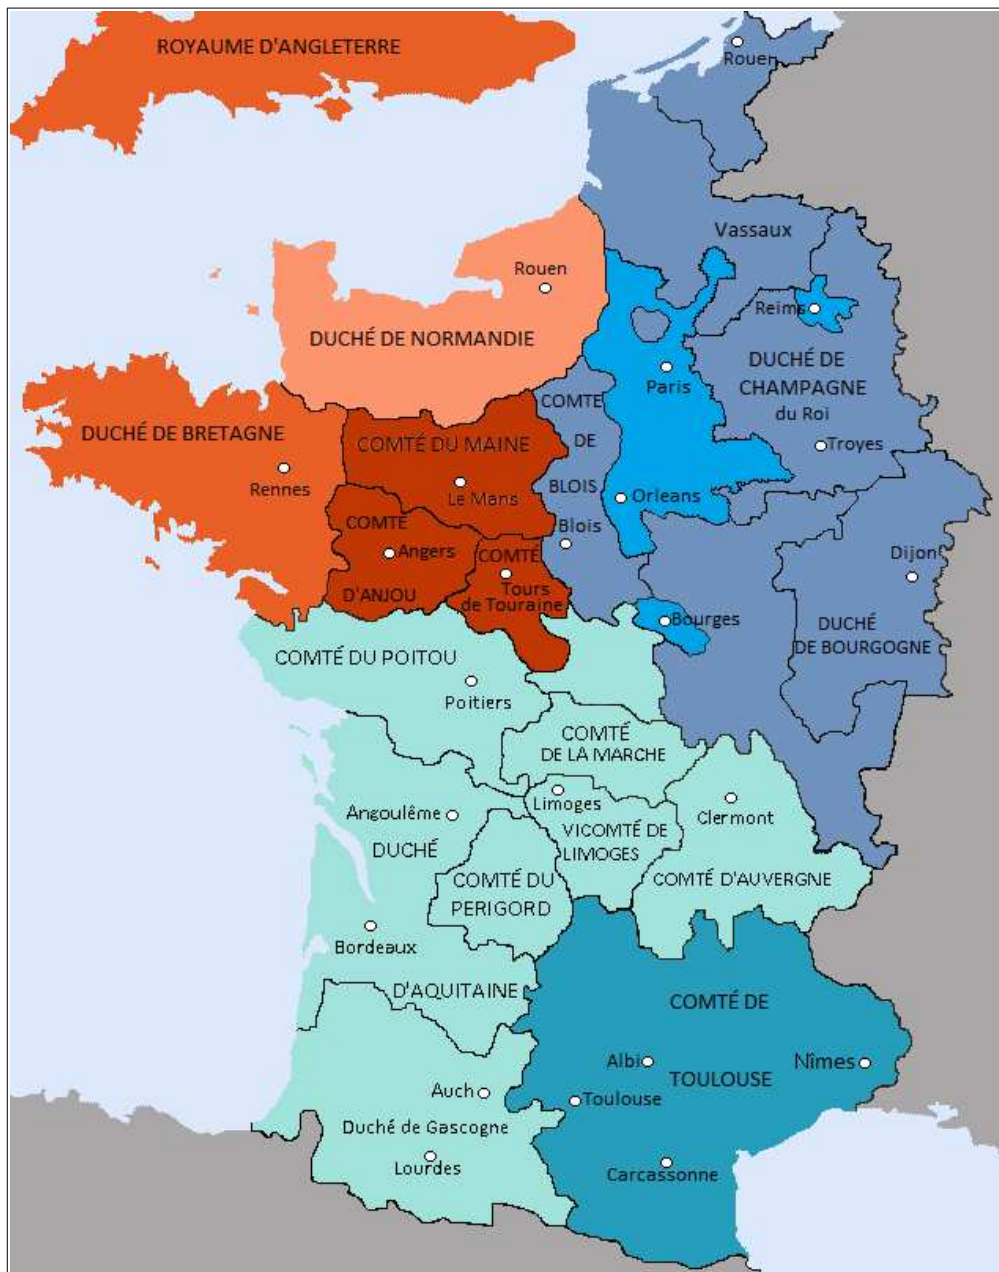 ROYAUME D'ANGLETERRE
Rouen
Vassaux
Rouen
Reims
DUCHÉ DE NORMANDIE
DUCHÉ DE
CHAMPAGNE
du Roi
Paris
Troyes
COMTE
DE
BLOIS
Blois
DUCHÉ DE BRETAGNE
Rennes
COMTÉ DU MAINE
Le Mans
Orleans
COMTE
Angers
D'ANJOU
COMTÉ
Tours
de Touraine
Dijon
Bourges
DUCHÉ
DE BOURGOGNE
COMTÉ DU POITOU
Poitiers
COMTÉ
DE LA MARCHE
Limoges
VICOMTÉ DE
LIMOGES
Clermont
COMTÉ D'AUVERGNE
Angoulême
DUCHÉ
COMTÉ DU
PERIGORD
Bordeaux
D'AQUITAINE
COMTÉ DE
TOULOUSE
Albi
Nîmes
Toulouse
Carcassonne
Auch
Duché de Gascogne
Lourdes